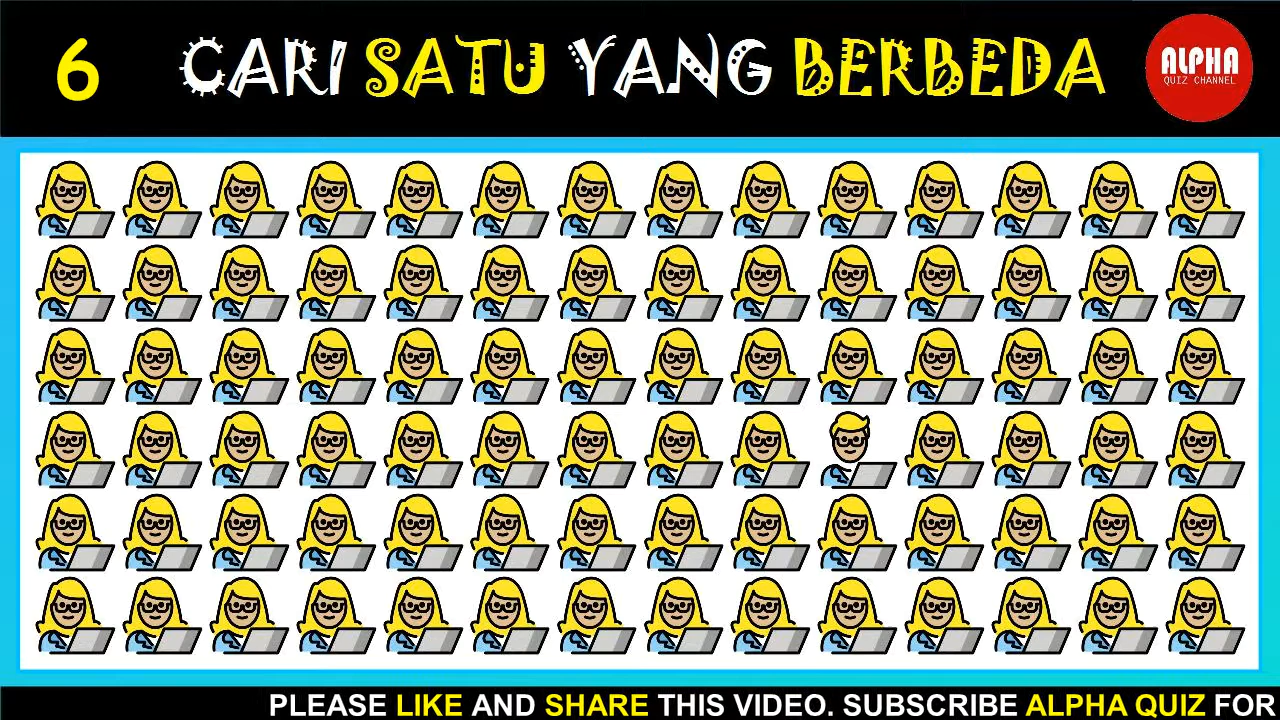 6 CARI SATU YANG BERBEDA
ALPHA
QUIZ CHANNEL
PLEASE LIKE AND SHARE THIS VIDEO. SUBSCRIBE ALPHA QUIZ FOR